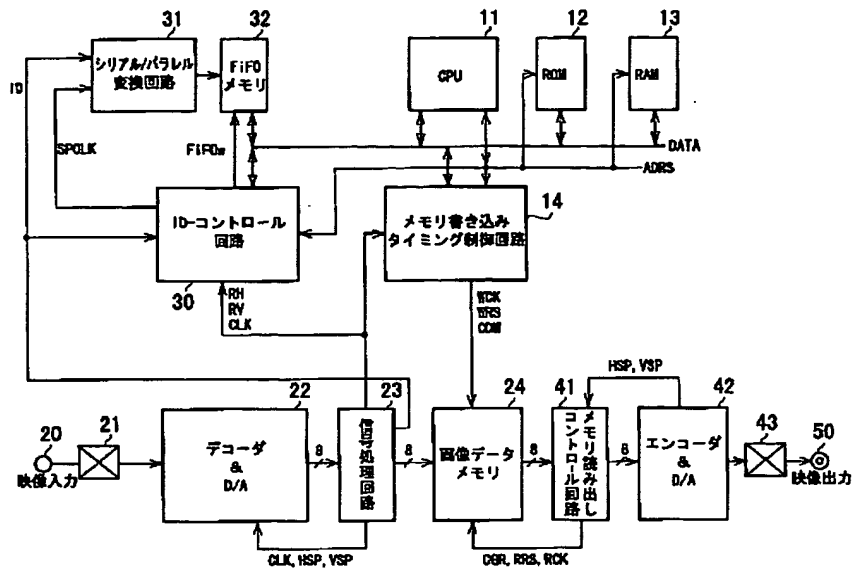 31
32
11
12
13
シリアル/パラレル
変換回路
FiFO
メモリ
CPU
ROM
RAM
ID
SPCLK
FiFOw
DATA
ADRS
ID-コントロール
回路
メモリ書き込み
タイミング制御回路
14
30
RH
RV
CLK
WCK
WRS
CDW
HSP, VSP
20
21
22
23
24
41
42
43
50
映像入力
デコーダ
&
D/A
8
信号処理回路
8
画像データ
メモリ
8
メモリ読み出し
コントロール回路
8
エンコーダ
&
D/A
映像出力
CLK, HSP, VSP
CBR, RRS, RCK